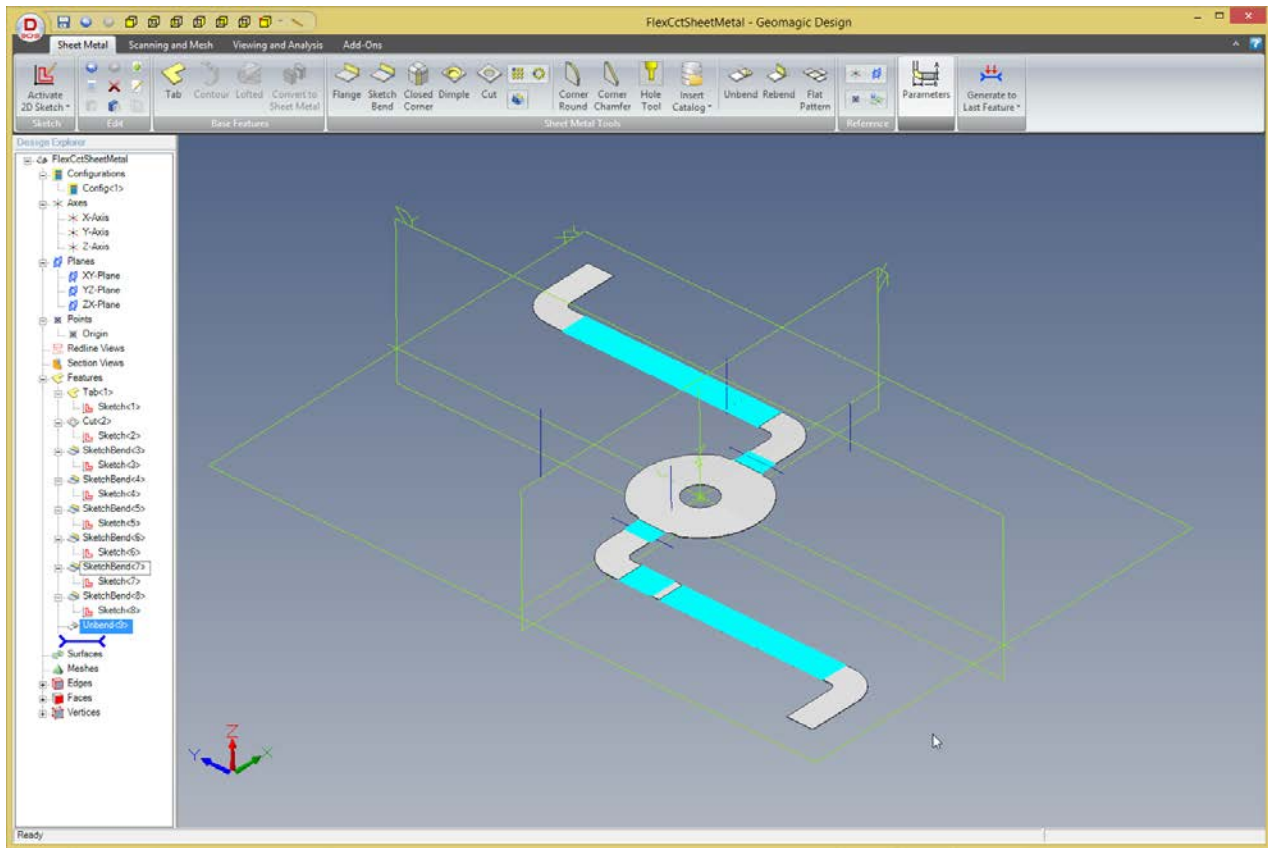 FlexCctSheetMetal - Geomagic Design
Sheet Metal Scanning and Mesh Viewing and Analysis Add-Ons
Activate 2D Sketch
Tab Contour Lofted Convert to Sheet Metal
Flange Sketch Bend Closed Corner Dimple Cut
Corner Round Corner Chamfer Hole Tool Insert Catalog
Unbend Rebend Flat Pattern
Parameters
Generate to Last Feature
Sketch Edit Base Features Sheet Metal Tools Reference
Design Explorer
FlexCctSheetMetal
Configurations
Config<1>
Axes
X-Axis
Y-Axis
Z-Axis
Planes
XY-Plane
YZ-Plane
ZX-Plane
Points
Origin
Redline Views
Section Views
Features
Tab<1>
Sketch<1>
Cut<2>
Sketch<2>
SketchBend<3>
Sketch<3>
SketchBend<4>
Sketch<4>
SketchBend<5>
Sketch<5>
SketchBend<6>
Sketch<6>
SketchBend<7>
Sketch<7>
SketchBend<8>
Sketch<8>
Unbend<9>
Surfaces
Meshes
Edges
Faces
Vertices
Z
Y X
Ready